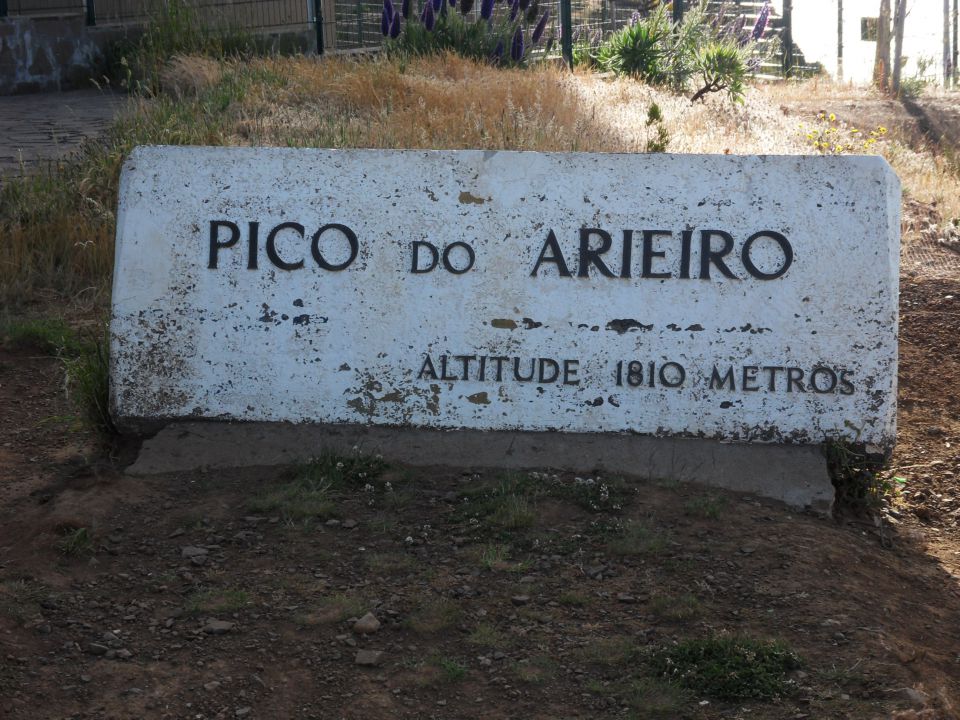 PICO DO ARIEIRO
ALTITUDE 1810 METROS